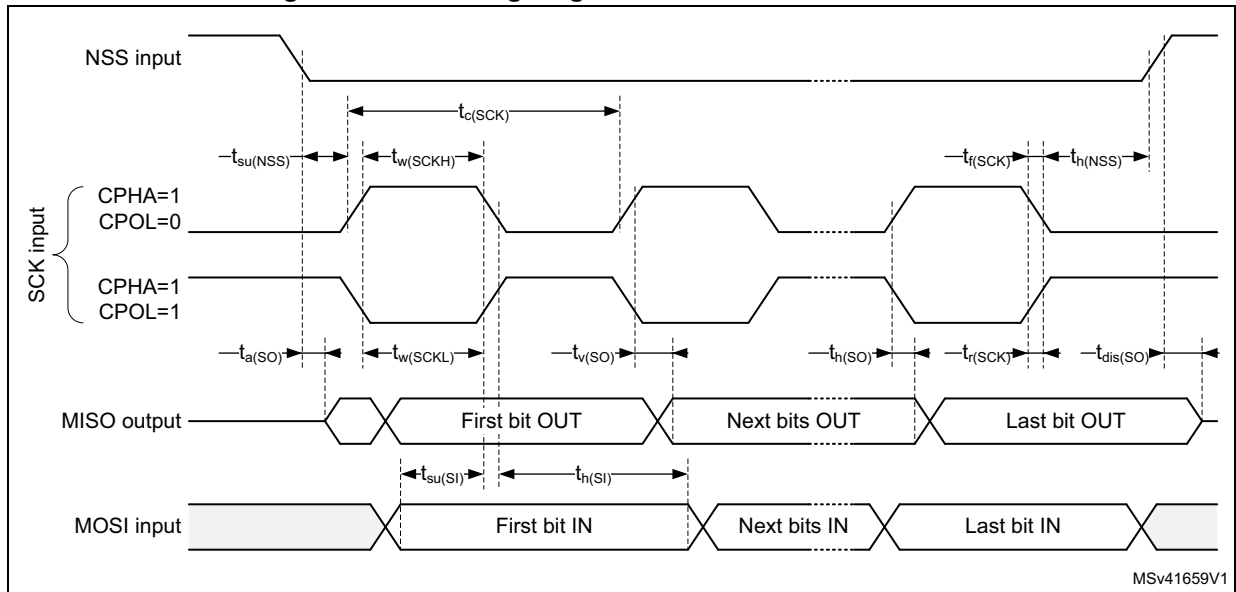 NSS input
tc(SCK)
tsu(NSS)
tw(SCKH)
tf(SCK)
th(NSS)
SCK input
CPHA=1
CPOL=0
CPHA=1
CPOL=1
ta(SO)
tw(SCKL)
tv(SO)
th(SO)
tr(SCK)
tdis(SO)
MISO output
First bit OUT
Next bits OUT
Last bit OUT
tsu(SI)
th(SI)
MOSI input
First bit IN
Next bits IN
Last bit IN
MSv41659V1